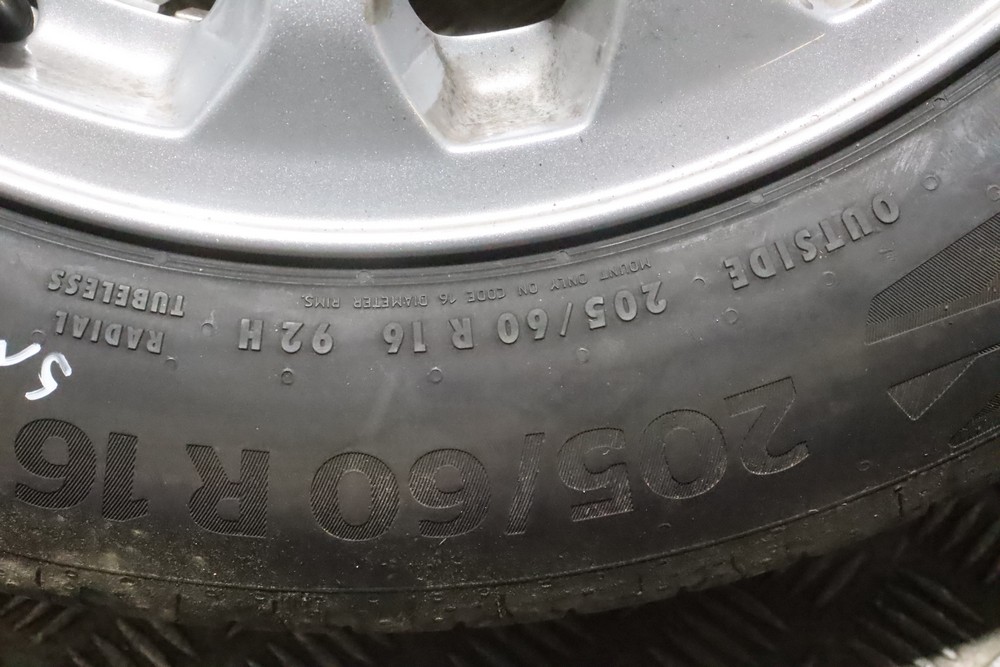 OUTSIDE
MOUNT ONLY ON CODE 16 DIAMETER RIMS.
205/60 R 16 92 H
RADIAL
TUBELESS
205/60 R 16